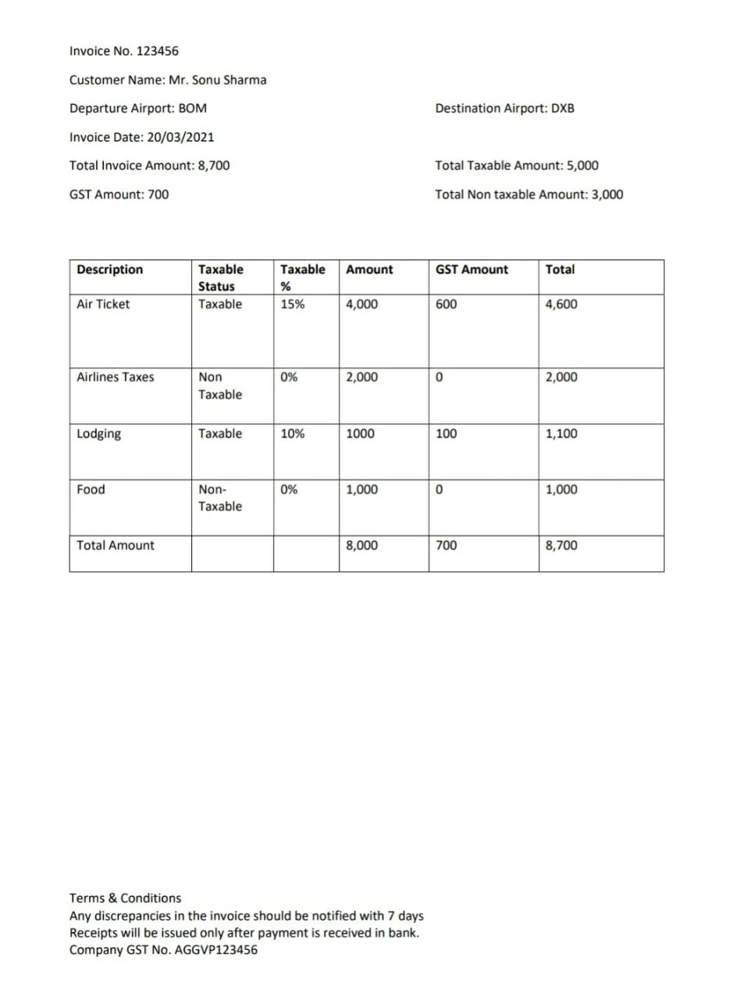 Invoice No. 123456
Customer Name: Mr. Sonu Sharma
Departure Airport: BOM Destination Airport: DXB
Invoice Date: 20/03/2021
Total Invoice Amount: 8,700 Total Taxable Amount: 5,000
GST Amount: 700 Total Non taxable Amount: 3,000
Description Taxable Status Taxable % Amount GST Amount Total
Air Ticket Taxable 15% 4,000 600 4,600
Airlines Taxes Non Taxable 0% 2,000 0 2,000
Lodging Taxable 10% 1000 100 1,100
Food Non-Taxable 0% 1,000 0 1,000
Total Amount 8,000 700 8,700
Terms & Conditions
Any discrepancies in the invoice should be notified with 7 days
Receipts will be issued only after payment is received in bank.
Company GST No. AGGVP123456